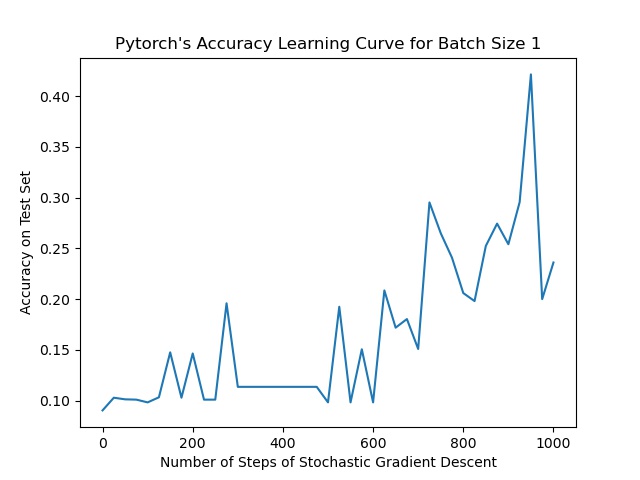 Pytorch's Accuracy Learning Curve for Batch Size 1
0.40
0.35
0.30
0.25
0.20
0.15
0.10
Accuracy on Test Set
0 200 400 600 800 1000
Number of Steps of Stochastic Gradient Descent